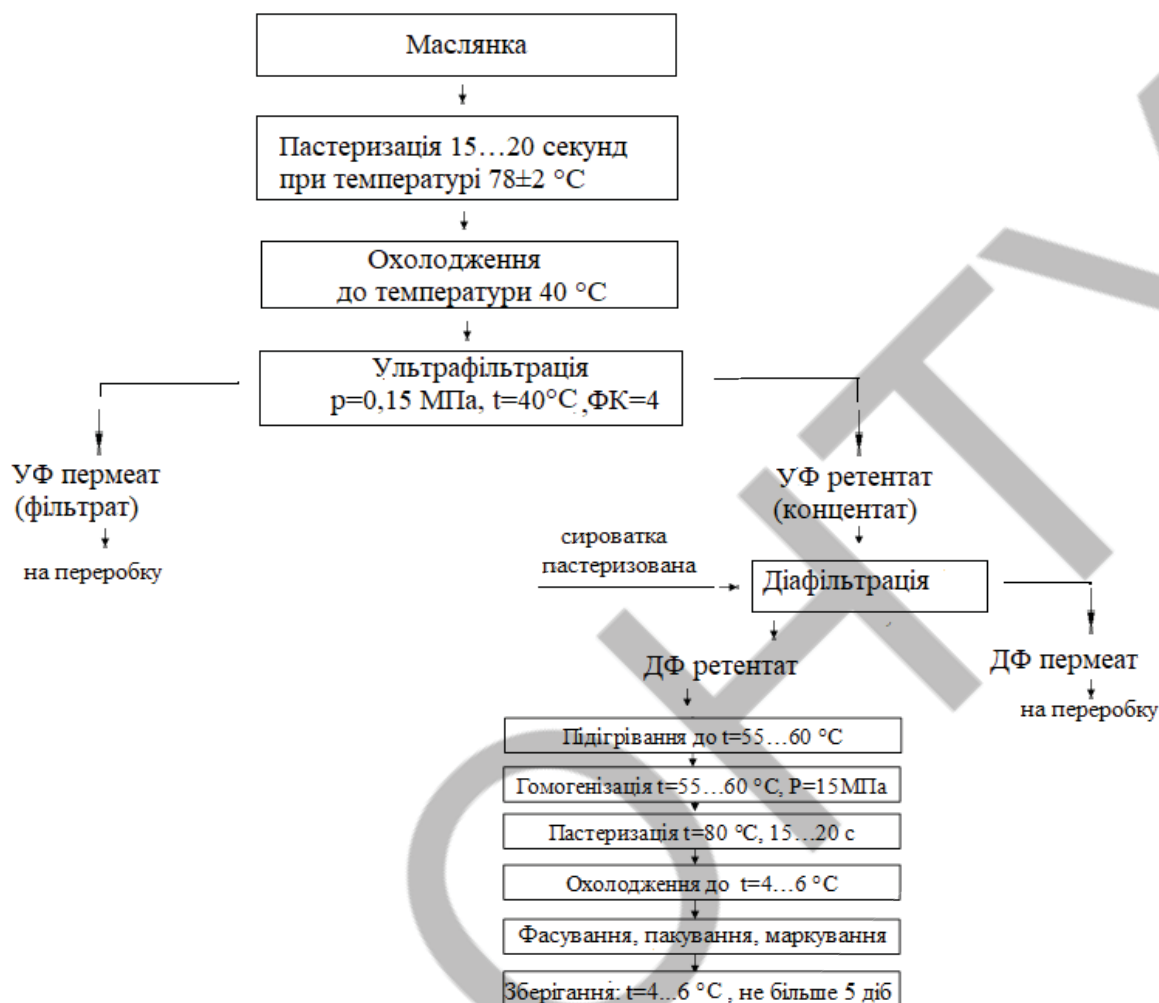 Маслянка
Пастеризація 15…20 секунд
при температурі 78±2 °C
Охолодження
до температури 40 °C
Ультрафільтрація
р=0,15 МПа, t=40°C ,ФК=4
УФ пермеат
(фільтрат)
на переробку
УФ ретентат
(концентат)
сироватка
пастеризована
Діафільтрація
ДФ ретентат
ДФ пермеат
на переробку
Підігрівання до t=55…60 °C
Гомогенізація t=55…60 °C, Р=15МПа
Пастеризація t=80 °C, 15…20 с
Охолодження до t=4…6 °C
Фасування, пакування, маркування
Зберігання: t=4...6 °C , не більше 5 діб
ОНТУ